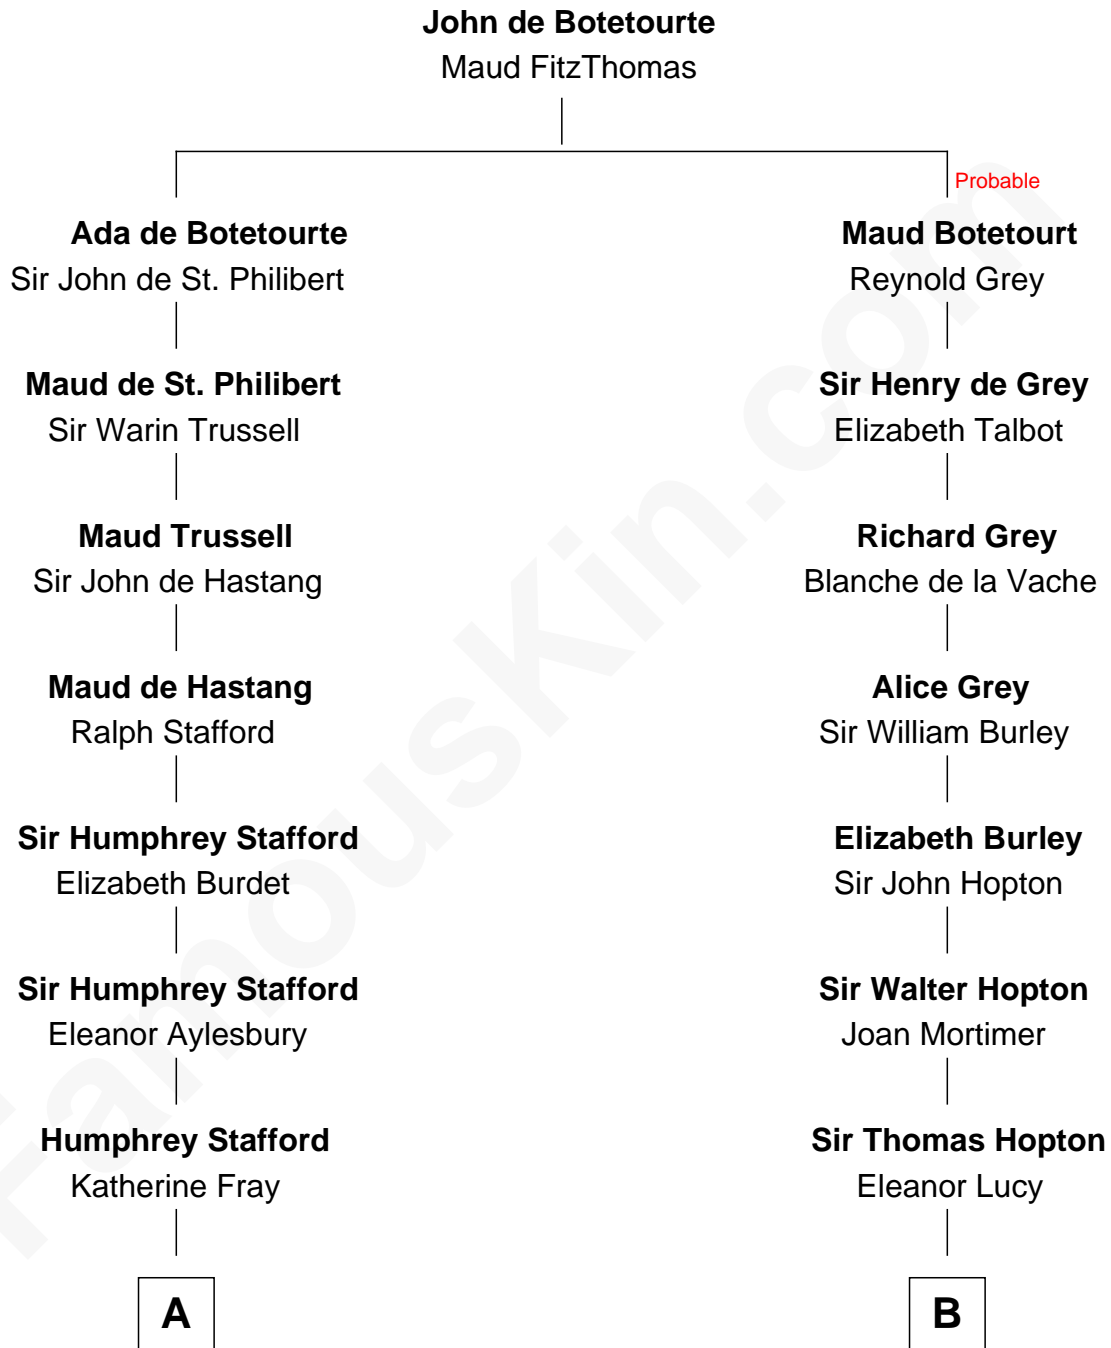 John de Botetourte
Maud FitzThomas
Probable
Ada de Botetourte
Sir John de St. Philibert
Maud Botetourt
Reynold Grey
Maud de St. Philibert
Sir Warin Trussell
Sir Henry de Grey
Elizabeth Talbot
Maud Trussell
Sir John de Hastang
Richard Grey
Blanche de la Vache
Maud de Hastang
Ralph Stafford
Alice Grey
Sir William Burley
Sir Humphrey Stafford
Elizabeth Burdet
Elizabeth Burley
Sir John Hopton
Sir Humphrey Stafford
Eleanor Aylesbury
Sir Walter Hopton
Joan Mortimer
Humphrey Stafford
Katherine Fray
Sir Thomas Hopton
Eleanor Lucy
A
B
FamousKin.com